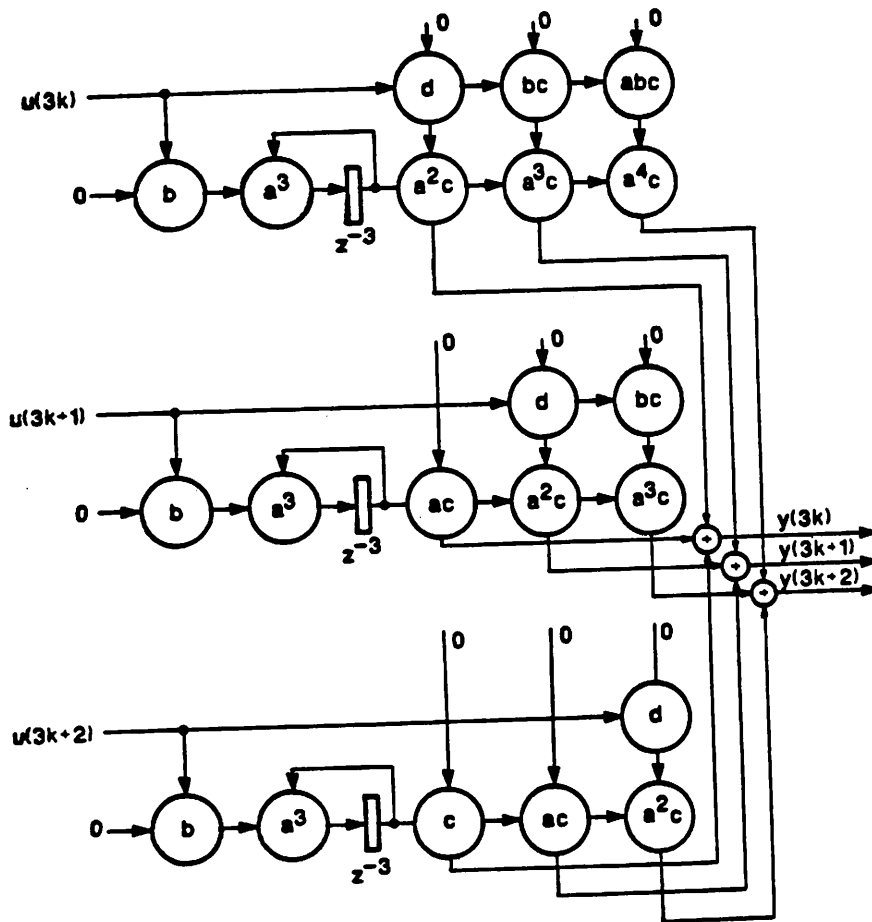 0 0 0
u(3k) d bc abc
0 b a³ z⁻³ a²c a³c a⁴c
0 0 0
u(3k+1) d bc
0 b a³ z⁻³ ac a²c a³c
+ y(3k)
+ y(3k+1)
+ y(3k+2)
0 0 0
u(3k+2) d
0 b a³ z⁻³ c ac a²c